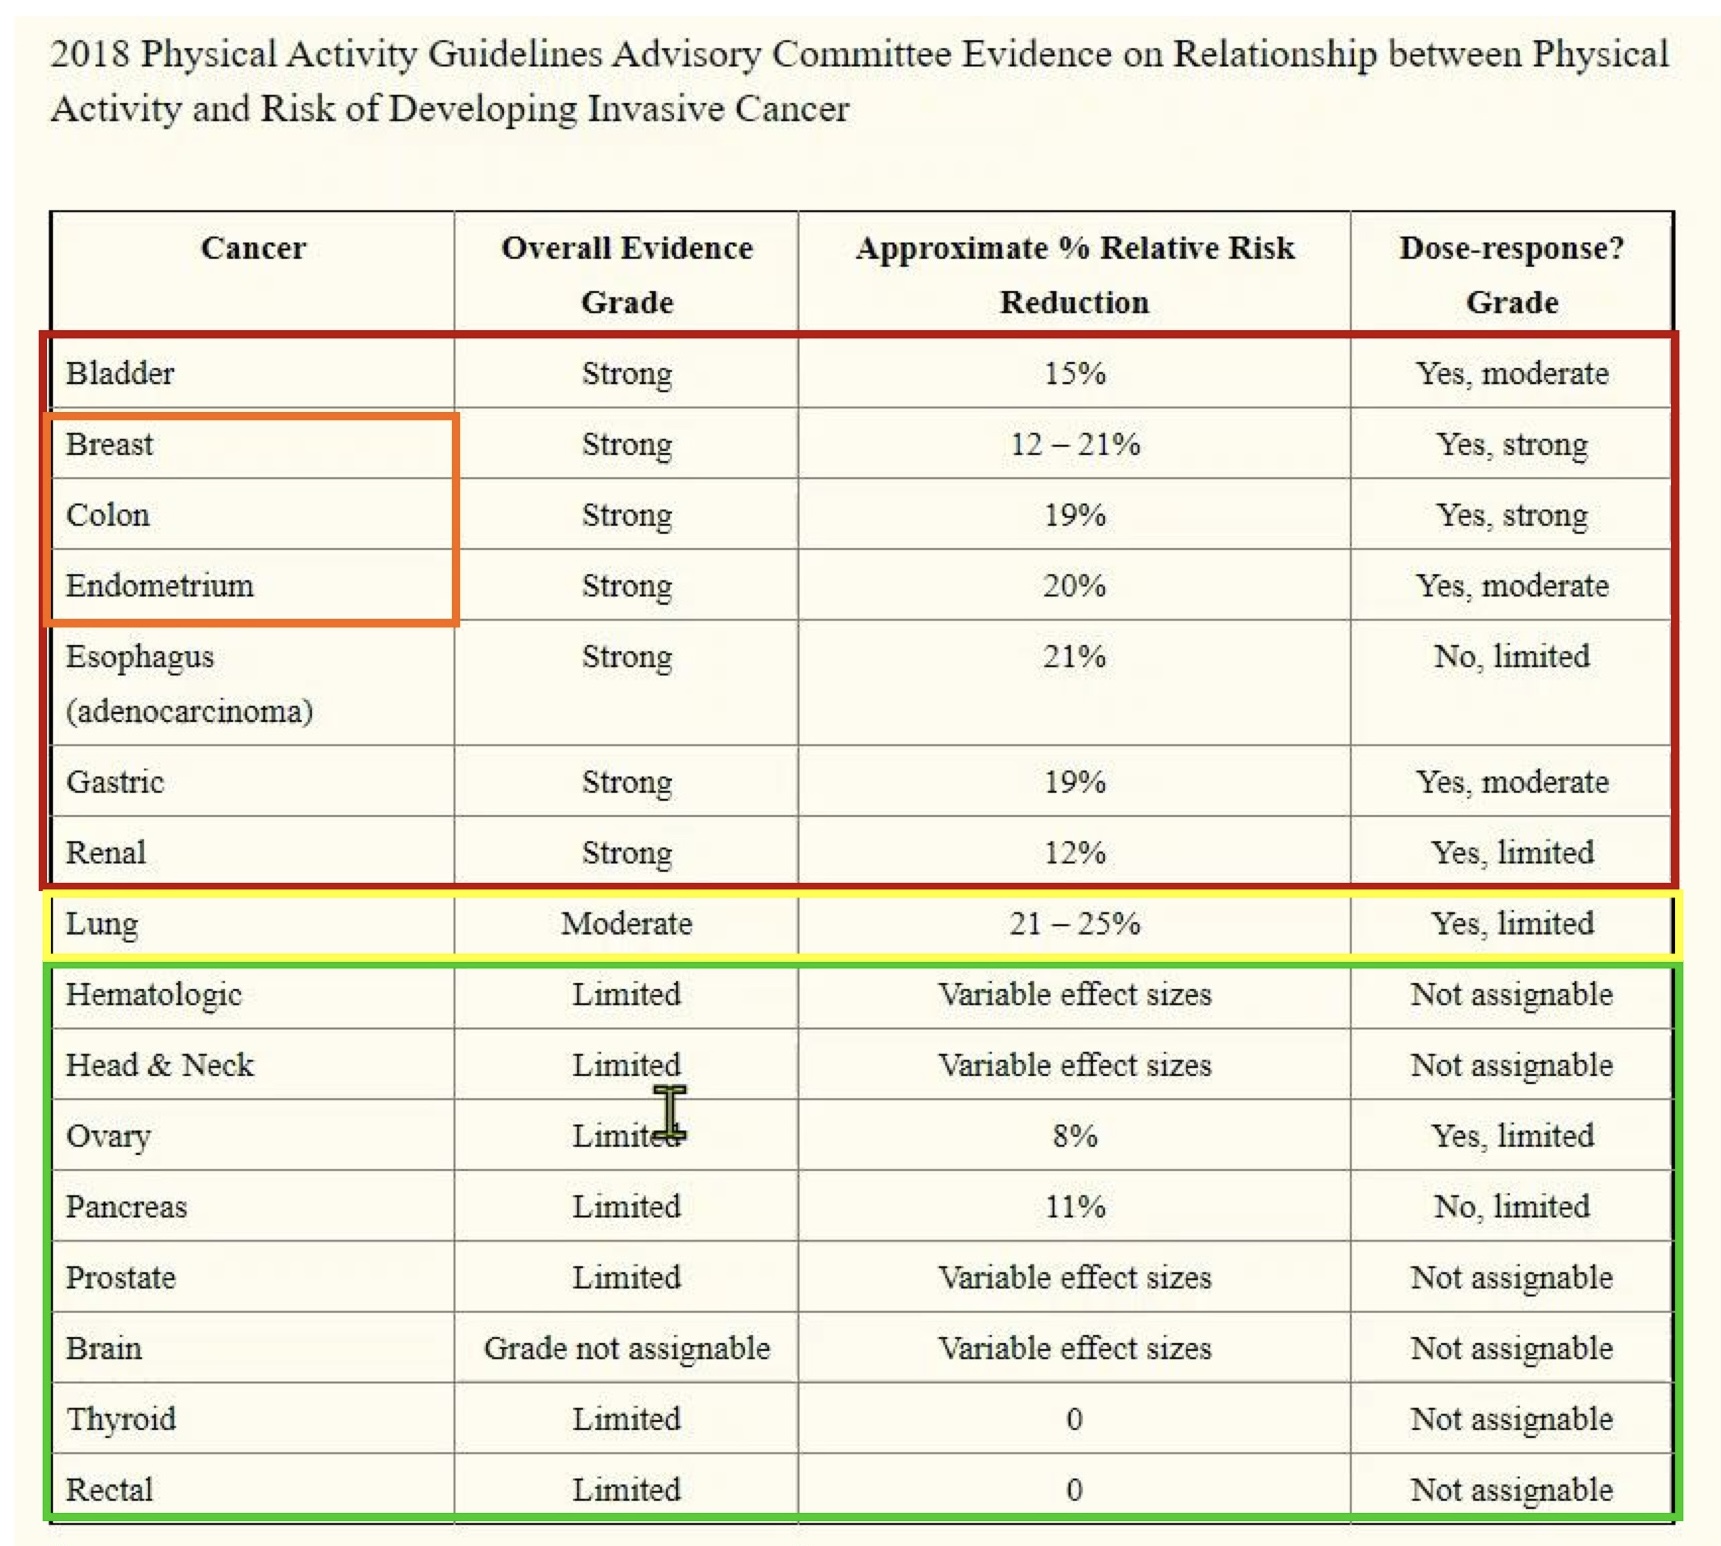 2018 Physical Activity Guidelines Advisory Committee Evidence on Relationship between Physical
Activity and Risk of Developing Invasive Cancer
Cancer Overall Evidence Grade Approximate % Relative Risk Reduction Dose-response? Grade
Bladder Strong 15% Yes, moderate
Breast Strong 12 – 21% Yes, strong
Colon Strong 19% Yes, strong
Endometrium Strong 20% Yes, moderate
Esophagus (adenocarcinoma) Strong 21% No, limited
Gastric Strong 19% Yes, moderate
Renal Strong 12% Yes, limited
Lung Moderate 21 – 25% Yes, limited
Hematologic Limited Variable effect sizes Not assignable
Head & Neck Limited Variable effect sizes Not assignable
Ovary Limited 8% Yes, limited
Pancreas Limited 11% No, limited
Prostate Limited Variable effect sizes Not assignable
Brain Grade not assignable Variable effect sizes Not assignable
Thyroid Limited 0 Not assignable
Rectal Limited 0 Not assignable